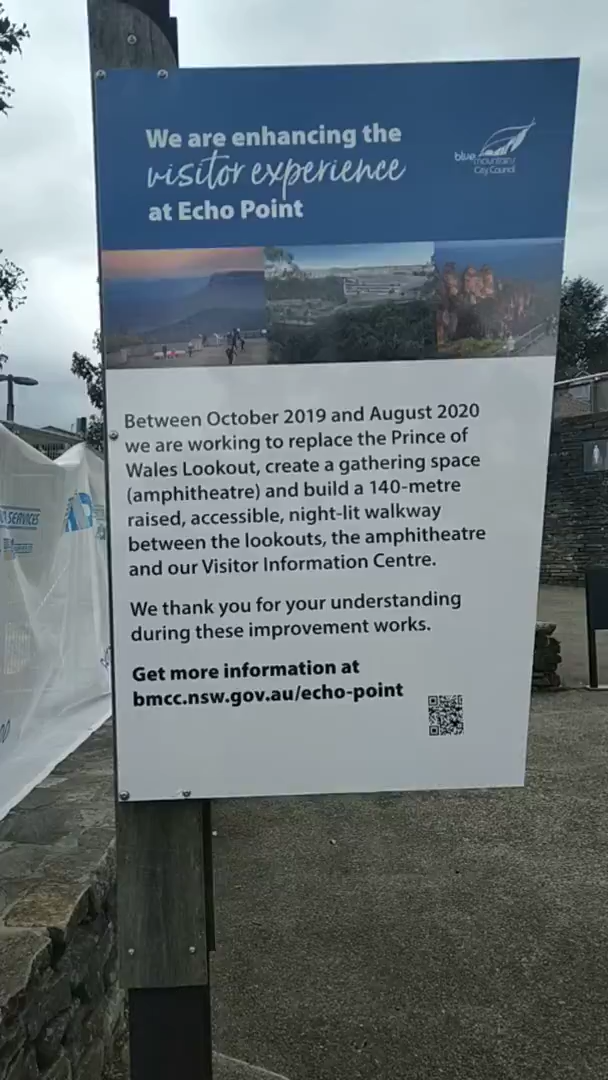 We are enhancing the
visitor experience
at Echo Point
blue mountains
City Council
Between October 2019 and August 2020
we are working to replace the Prince of
Wales Lookout, create a gathering space
(amphitheatre) and build a 140-metre
raised, accessible, night-lit walkway
between the lookouts, the amphitheatre
and our Visitor Information Centre.
We thank you for your understanding
during these improvement works.
Get more information at
bmcc.nsw.gov.au/echo-point
SERVICES